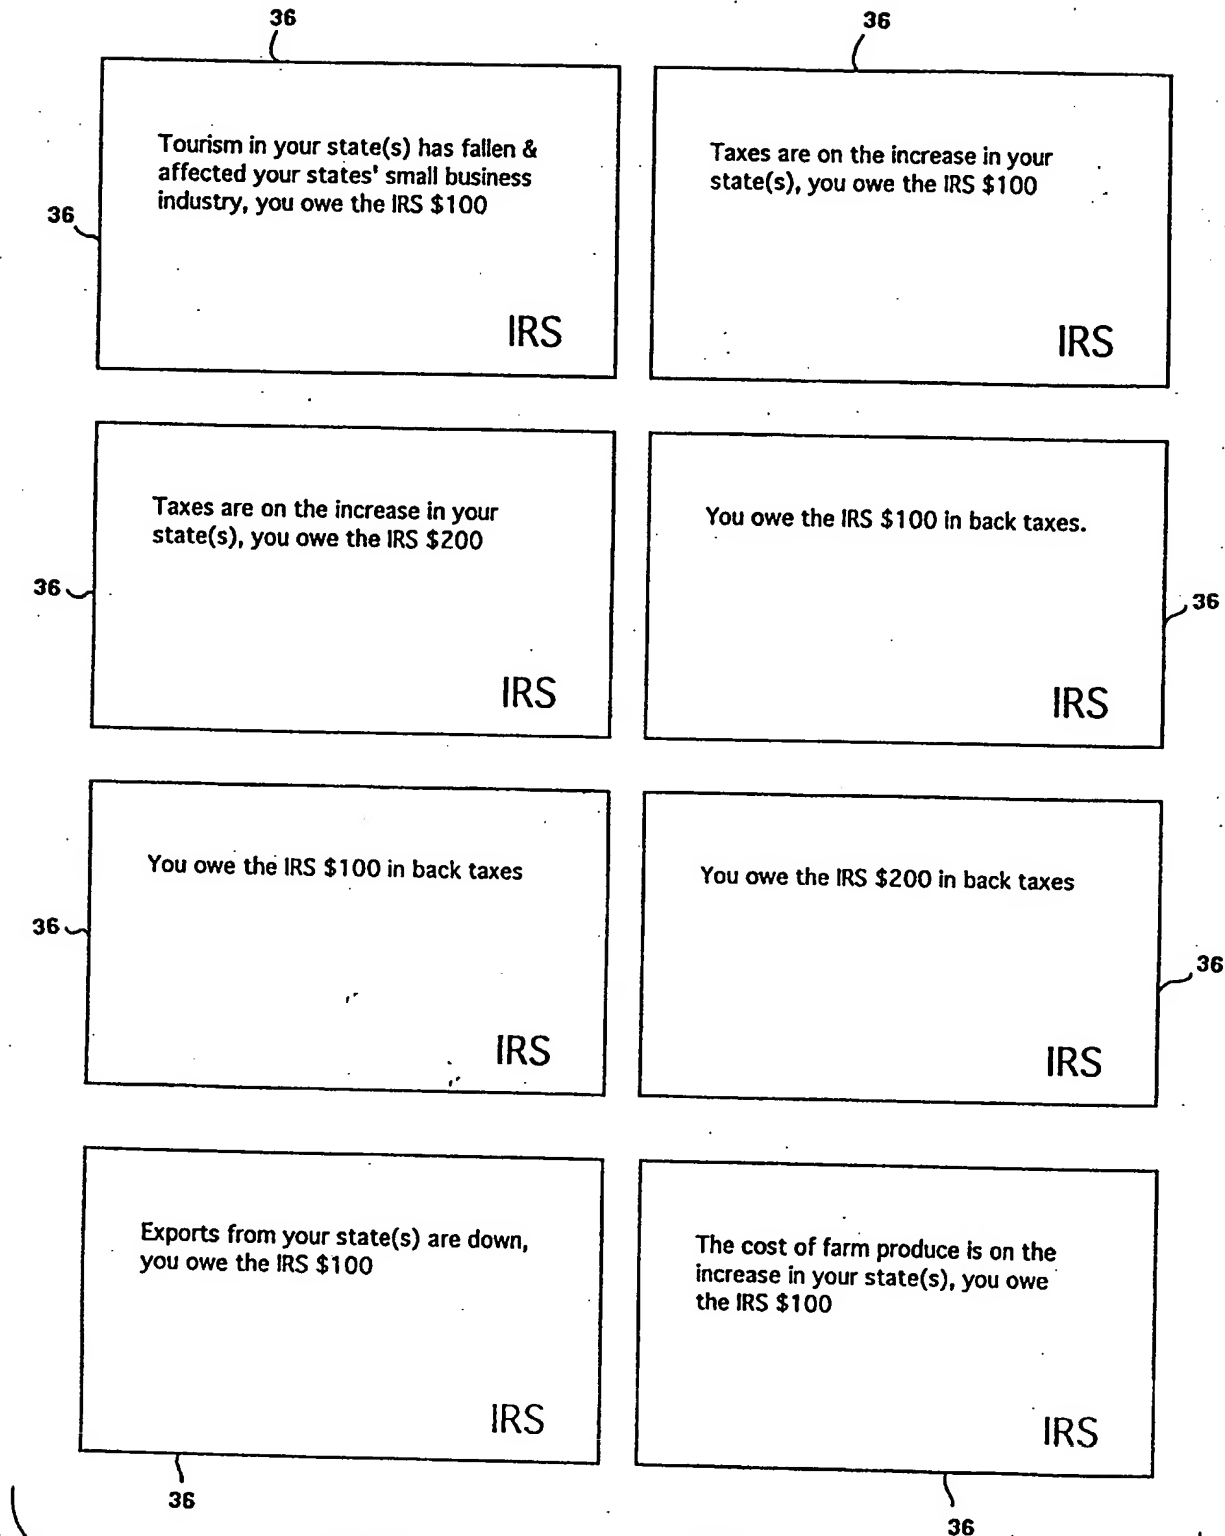 36
36
Tourism in your state(s) has fallen &
affected your states' small business
industry, you owe the IRS $100
36
IRS
Taxes are on the increase in your
state(s), you owe the IRS $100
IRS
Taxes are on the increase in your
state(s), you owe the IRS $200
36
IRS
You owe the IRS $100 in back taxes.
36
IRS
You owe the IRS $100 in back taxes
36
IRS
You owe the IRS $200 in back taxes
36
IRS
Exports from your state(s) are down,
you owe the IRS $100
IRS
36
The cost of farm produce is on the
increase in your state(s), you owe
the IRS $100
IRS
36